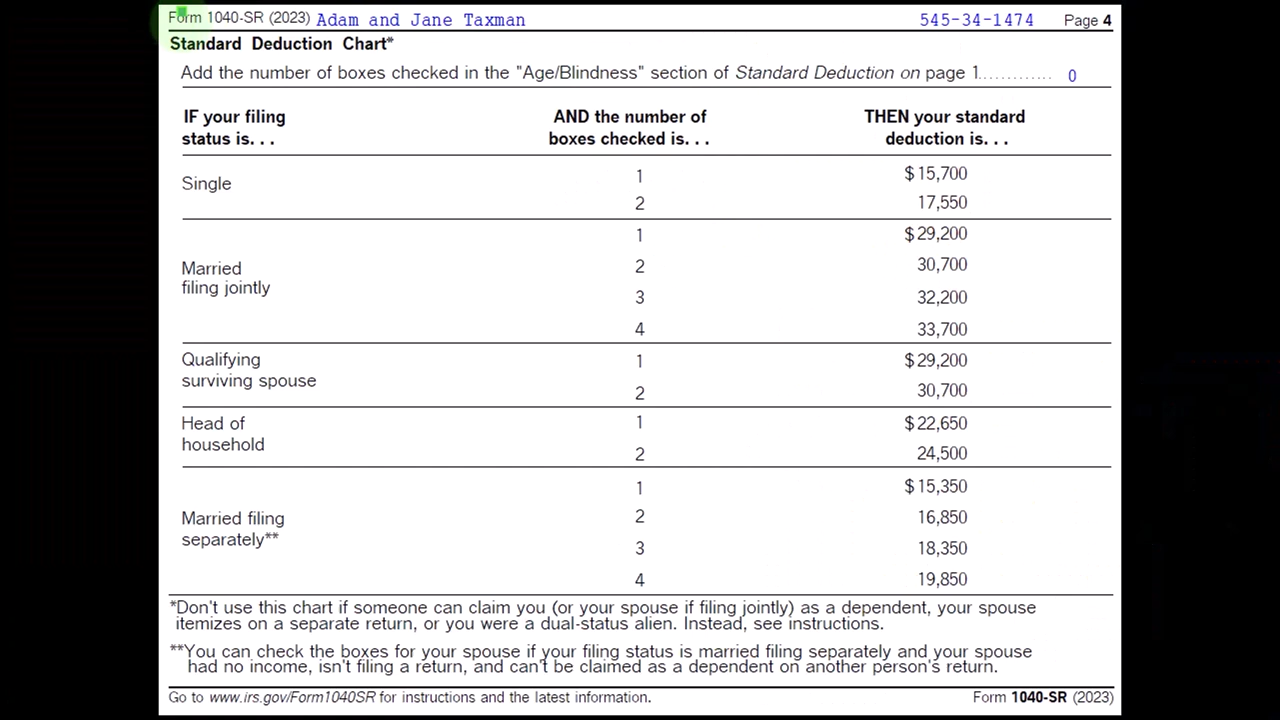 Form 1040-SR (2023) Adam and Jane Taxman 545-34-1474 Page 4
Standard Deduction Chart*
Add the number of boxes checked in the "Age/Blindness" section of Standard Deduction on page 1............. 0
IF your filing AND the number of THEN your standard
status is. . . boxes checked is. . . deduction is. . .
Single
1 $15,700
2 17,550
Married
filing jointly
1 $29,200
2 30,700
3 32,200
4 33,700
Qualifying
surviving spouse
1 $29,200
2 30,700
Head of
household
1 $22,650
2 24,500
Married filing
separately**
1 $15,350
2 16,850
3 18,350
4 19,850
*Don't use this chart if someone can claim you (or your spouse if filing jointly) as a dependent, your spouse
itemizes on a separate return, or you were a dual-status alien. Instead, see instructions.
**You can check the boxes for your spouse if your filing status is married filing separately and your spouse
had no income, isn't filing a return, and can't be claimed as a dependent on another person's return.
Go to www.irs.gov/Form1040SR for instructions and the latest information. Form 1040-SR (2023)